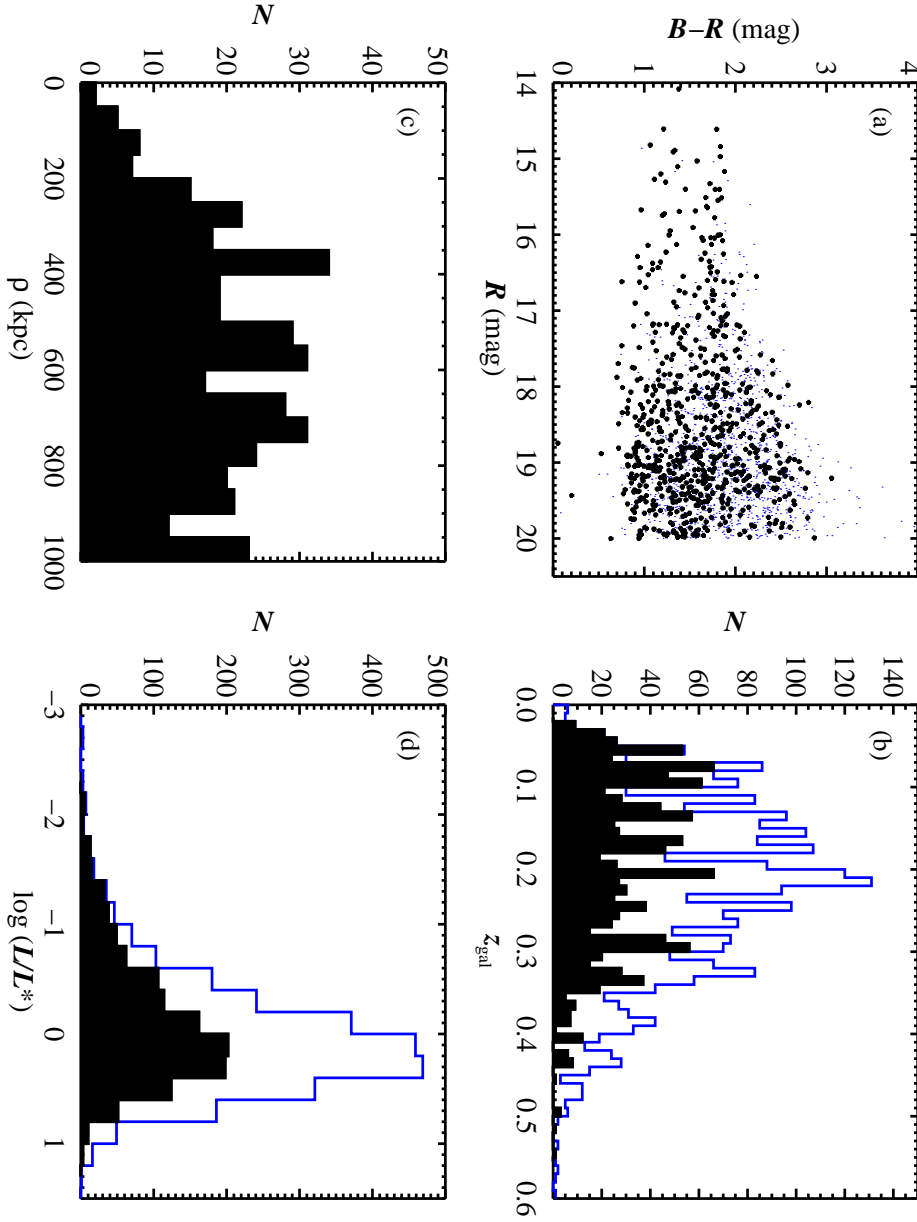 (a)
B–R (mag)
0 1 2 3 4
14 15 16 17 18 19 20
R (mag)
(b)
N
0 20 40 60 80 100 120 140
0.0 0.1 0.2 0.3 0.4 0.5 0.6
z_gal
(c)
N
0 10 20 30 40 50
0 200 400 600 800 1000
ρ (kpc)
(d)
N
0 100 200 300 400 500
−3 −2 −1 0 1
log (L/L*)